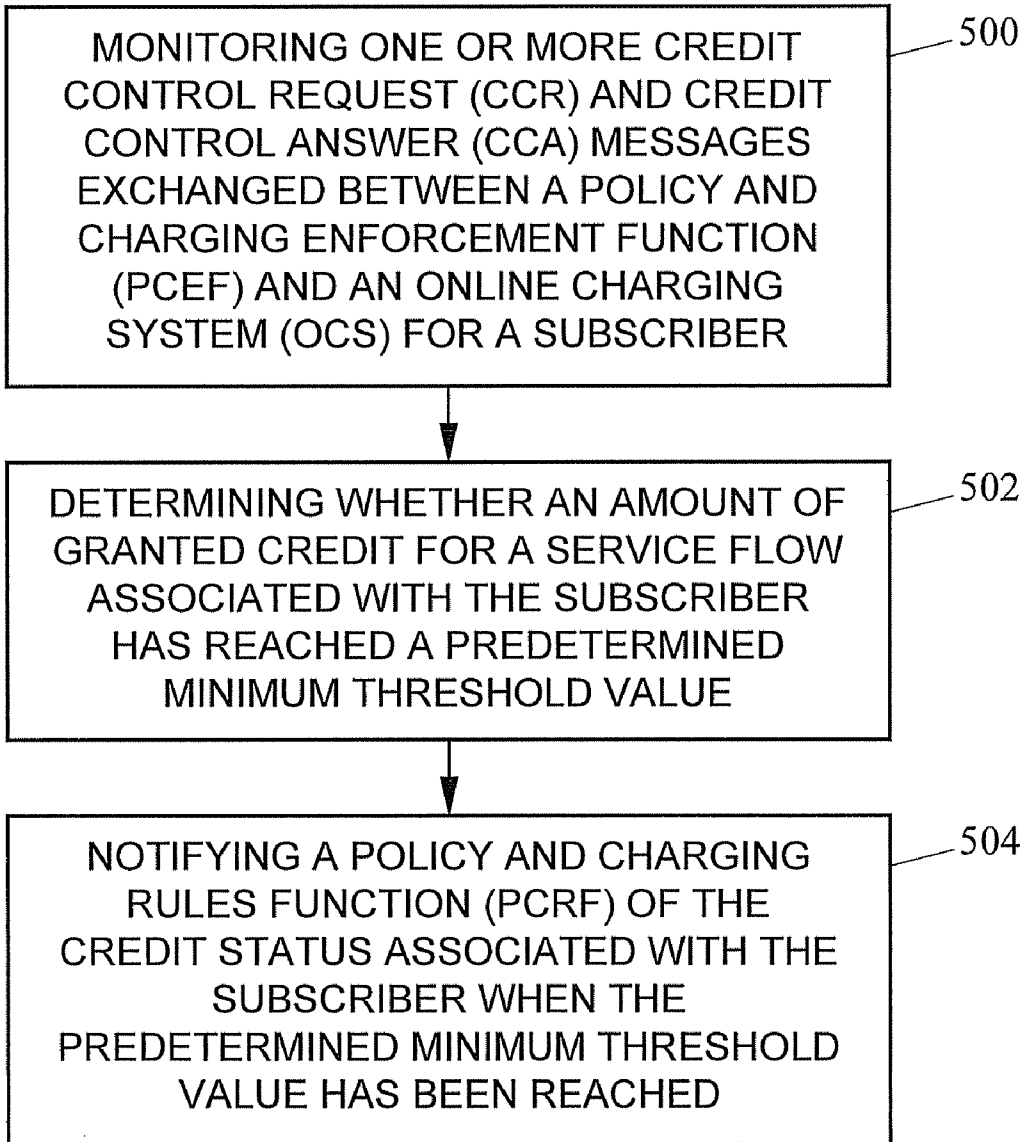 MONITORING ONE OR MORE CREDIT
CONTROL REQUEST (CCR) AND CREDIT
CONTROL ANSWER (CCA) MESSAGES
EXCHANGED BETWEEN A POLICY AND
CHARGING ENFORCEMENT FUNCTION
(PCEF) AND AN ONLINE CHARGING
SYSTEM (OCS) FOR A SUBSCRIBER
500
DETERMINING WHETHER AN AMOUNT OF
GRANTED CREDIT FOR A SERVICE FLOW
ASSOCIATED WITH THE SUBSCRIBER
HAS REACHED A PREDETERMINED
MINIMUM THRESHOLD VALUE
502
NOTIFYING A POLICY AND CHARGING
RULES FUNCTION (PCRF) OF THE
CREDIT STATUS ASSOCIATED WITH THE
SUBSCRIBER WHEN THE
PREDETERMINED MINIMUM THRESHOLD
VALUE HAS BEEN REACHED
504